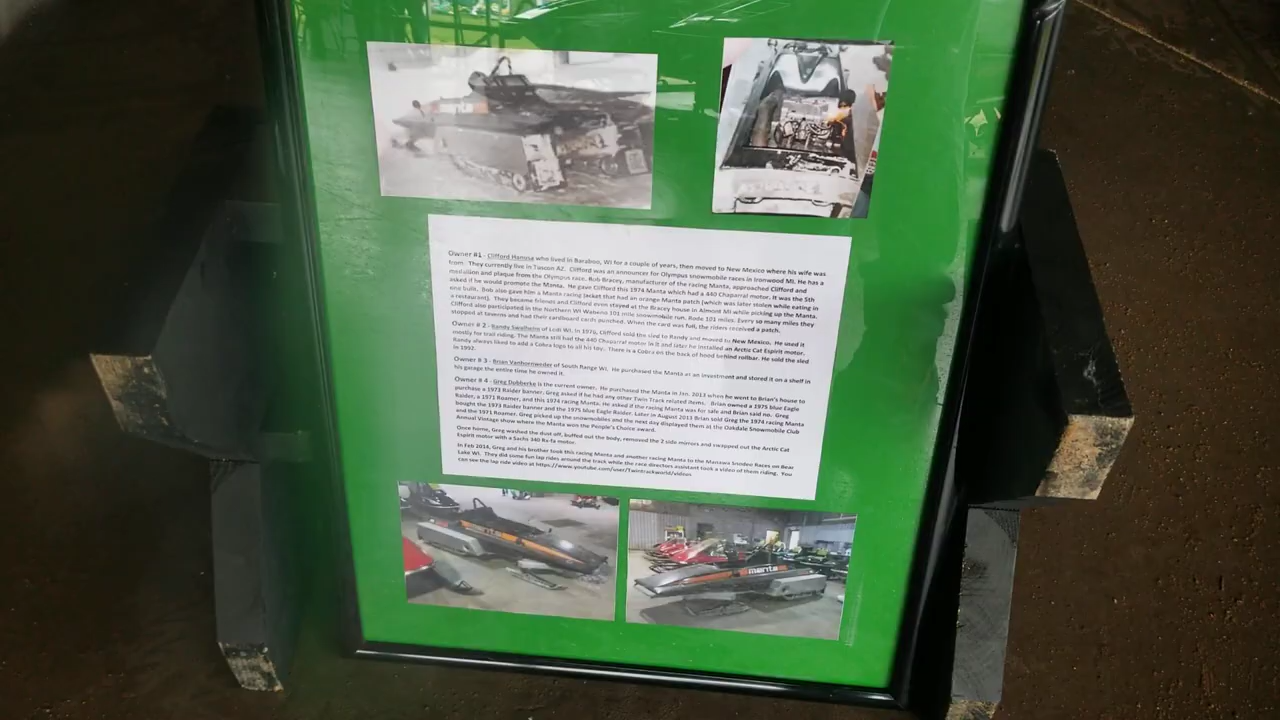 Owner #1 - Clifford Hanusa who lived in Baraboo, WI for a couple of years, then moved to New Mexico where his wife was
from. They currently live in Tuscon AZ. Clifford was an announcer for Olympus snowmobile races in Ironwood MI. He has a
medallion and plaque from the Olympus race. Rob Bracey, manufacturer of the racing Manta, approached Clifford and
asked if he would promote the Manta. He gave Clifford this 1974 Manta which had a 440 Chaparral motor. It was the 5th
one built. Bob also gave him a Manta racing jacket that had an orange Manta patch (which was later stolen while eating in
a restaurant). They became friends and Clifford even stayed at the Bracey house in Almont MI while picking up the Manta.
Clifford also participated in the Northern WI Wabeno 101 mile snowmobile run. Rode 101 miles. Every so many miles they
stopped at taverns and had their cardboard cards punched. When the card was full, the riders received a patch.
Owner # 2 - Randy Swalheim of Lodi WI. In 1975, Clifford sold the sled to Randy and moved to New Mexico. He used it
mostly for trail riding. The Manta still had the 440 Chaparral motor in it and later he installed an Arctic Cat Espirit motor.
Randy always liked to add a Cobra logo to all his toy. There is a Cobra on the back of hood behind rollbar. He sold the sled
in 1992.
Owner # 3 - Brian Vanhornweder of South Range WI. He purchased the Manta as an investment and stored it on a shelf in
his garage the entire time he owned it.
Owner # 4 - Greg Dubberke is the current owner. He purchased the Manta in Jan. 2013 when he went to Brian's house to
purchase a 1973 Raider banner. Greg asked if he had any other Twin Track related items. Brian owned a 1975 blue Eagle
Raider, a 1971 Roamer, and this 1974 racing Manta. He asked if the racing Manta was for sale and Brian said no. Greg
bought the 1973 Raider banner and the 1975 blue Eagle Raider. Later in August 2013 Brian sold Greg the 1974 racing Manta
and the 1971 Roamer. Greg picked up the snowmobiles and the next day displayed them at the Oakdale Snowmobile Club
Annual Vintage show where the Manta won the People's Choice award.
Once home, Greg washed the dust off, buffed out the body, removed the 2 side mirrors and swapped out the Arctic Cat
Espirit motor with a Sachs 340 Rx-fa motor.
In Feb 2014, Greg and his brother took this racing Manta and another racing Manta to the Manawa Snodeo Races on Bear
Lake WI. They did some fun lap rides around the track while the race directors assistant took a video of them riding. You
can see the lap ride video at https://www.youtube.com/user/Twintrackworld/videos
manta